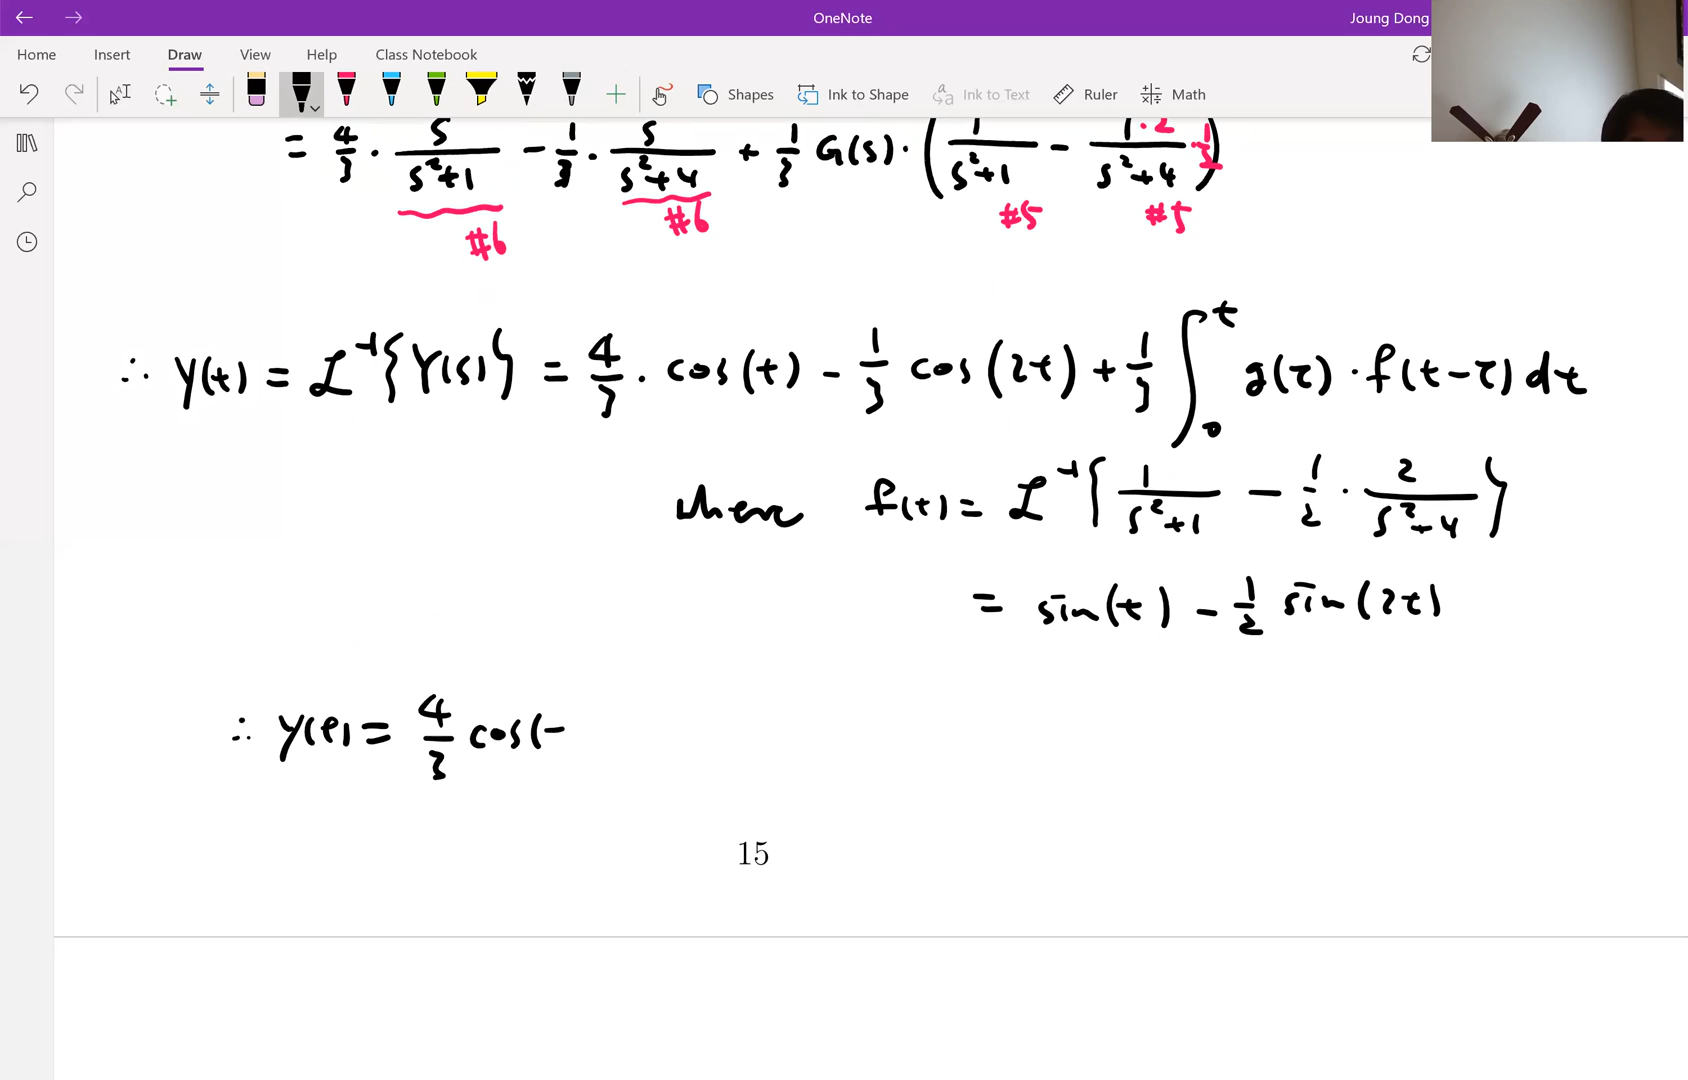 OneNote
Joung Dong
Home Insert Draw View Help Class Notebook
Shapes Ink to Shape Ink to Text Ruler Math
= 4/3 · s/(s²+1) − 1/3 · s/(s²+4) + 1/3 G(s) · (1/(s²+1) − 1·2/(s²+4) · 1/2)
#6 #6 #5 #5
∴ y(t) = ℒ⁻¹{Y(s)} = 4/3 · cos(t) − 1/3 cos(2t) + 1/3 ∫₀ᵗ g(τ) · f(t−τ) dτ
where f(t) = ℒ⁻¹{1/(s²+1) − 1/2 · 2/(s²+4)}
= sin(t) − 1/2 sin(2t)
∴ y(t) = 4/3 cos(
15